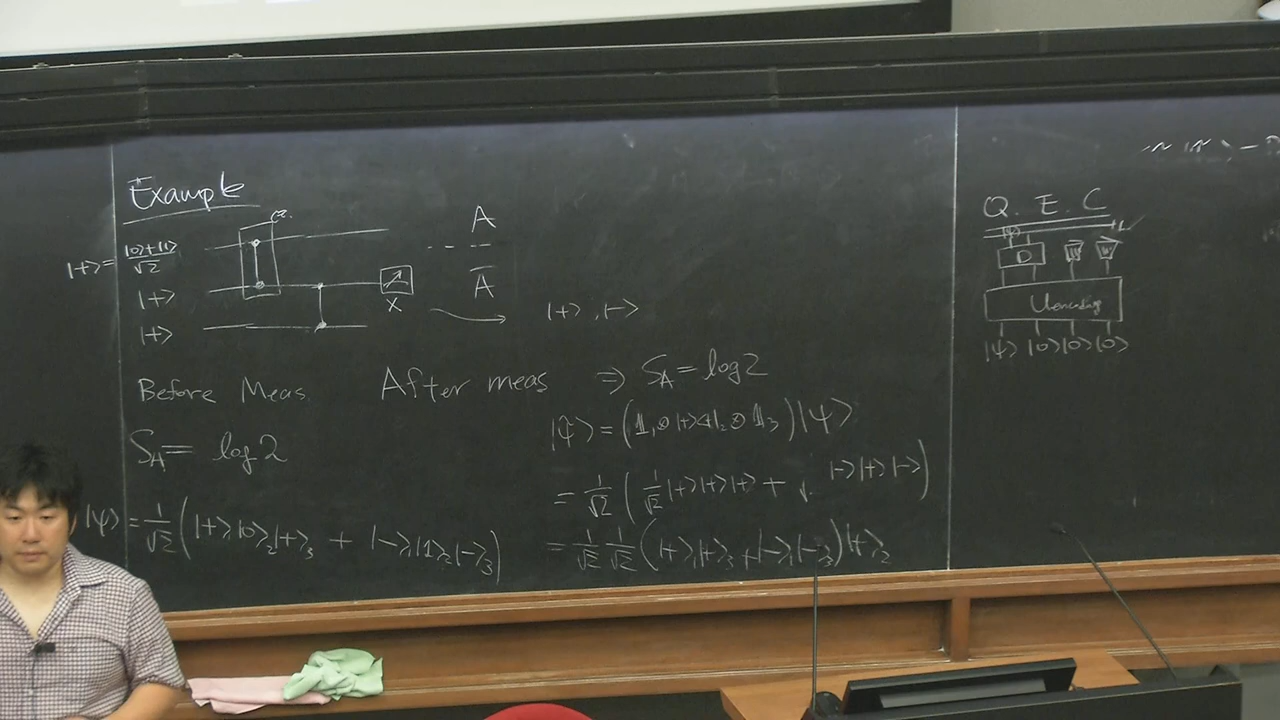 Example
|+⟩ = (|0⟩+|1⟩)/√2
|+⟩
|+⟩
A
Ā
X
|+⟩, |−⟩
Before Meas.
S_A = log 2
|ψ⟩ = 1/√2 ( |+⟩₁|0⟩₂|+⟩₃ + |−⟩₁|1⟩₂|−⟩₃ )
After meas ⇒ S_A = log 2
|ψ̃⟩ = ( 𝟙₁ ⊗ |+⟩⟨+|₂ ⊗ 𝟙₃ ) |ψ⟩
= 1/√2 ( 1/√2 |+⟩|+⟩|+⟩ + |−⟩|+⟩|−⟩ )
= 1/√2 1/√2 ( |+⟩₁|+⟩₃ + |−⟩₁|−⟩₃ ) |+⟩₂
Q. E. C
D
|ψ⟩ |0⟩ |0⟩ |0⟩